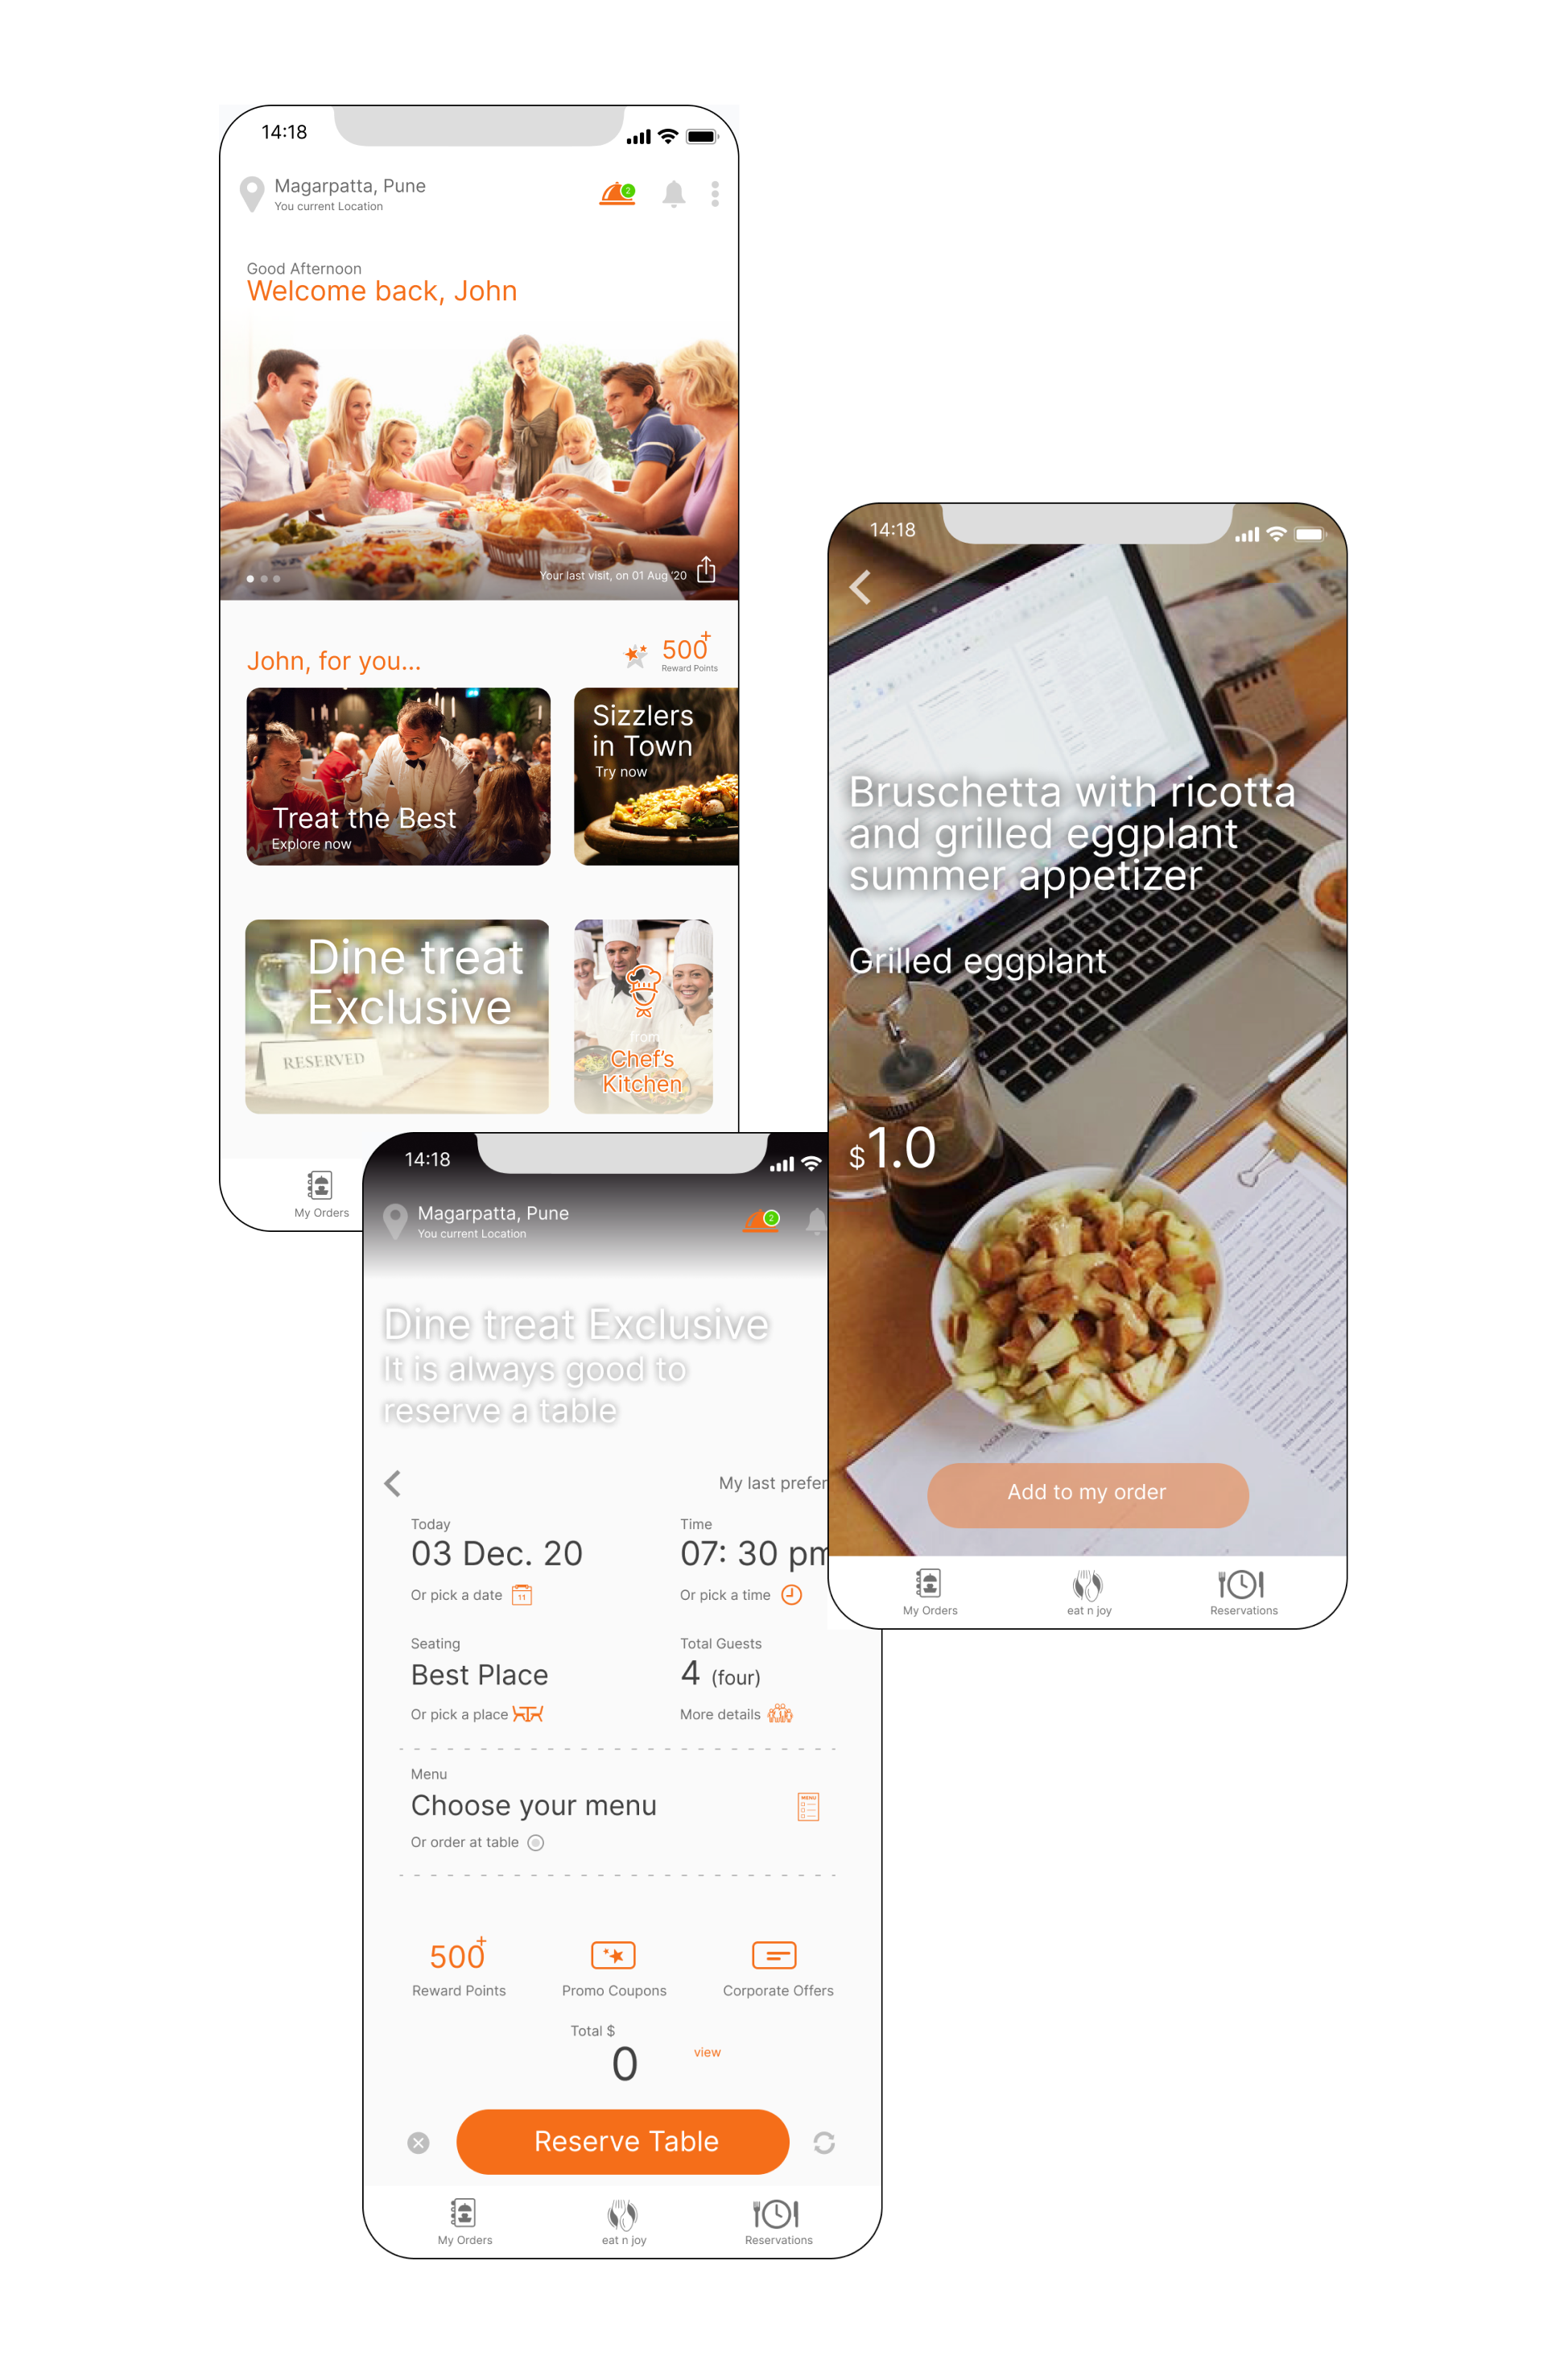 14:18
Magarpatta, Pune
You current Location
2
Good Afternoon
Welcome back, John
Your last visit, on 01 Aug '20
John, for you...
500+
Reward Points
Treat the Best
Explore now
Sizzlers
in Town
Try now
Dine treat
Exclusive
RESERVED
from
Chef's
Kitchen
My Orders
14:18
Magarpatta, Pune
You current Location
2
Dine treat Exclusive
It is always good to
reserve a table
My last prefer
Today
03 Dec. 20
Or pick a date
11
Time
07: 30 pm
Or pick a time
Seating
Best Place
Or pick a place
Total Guests
4 (four)
More details
Menu
Choose your menu
MENU
Or order at table
500+
Reward Points
Promo Coupons
Corporate Offers
Total $
0
view
Reserve Table
My Orders
eat n joy
Reservations
14:18
Bruschetta with ricotta
and grilled eggplant
summer appetizer
Grilled eggplant
$1.0
Add to my order
My Orders
eat n joy
Reservations